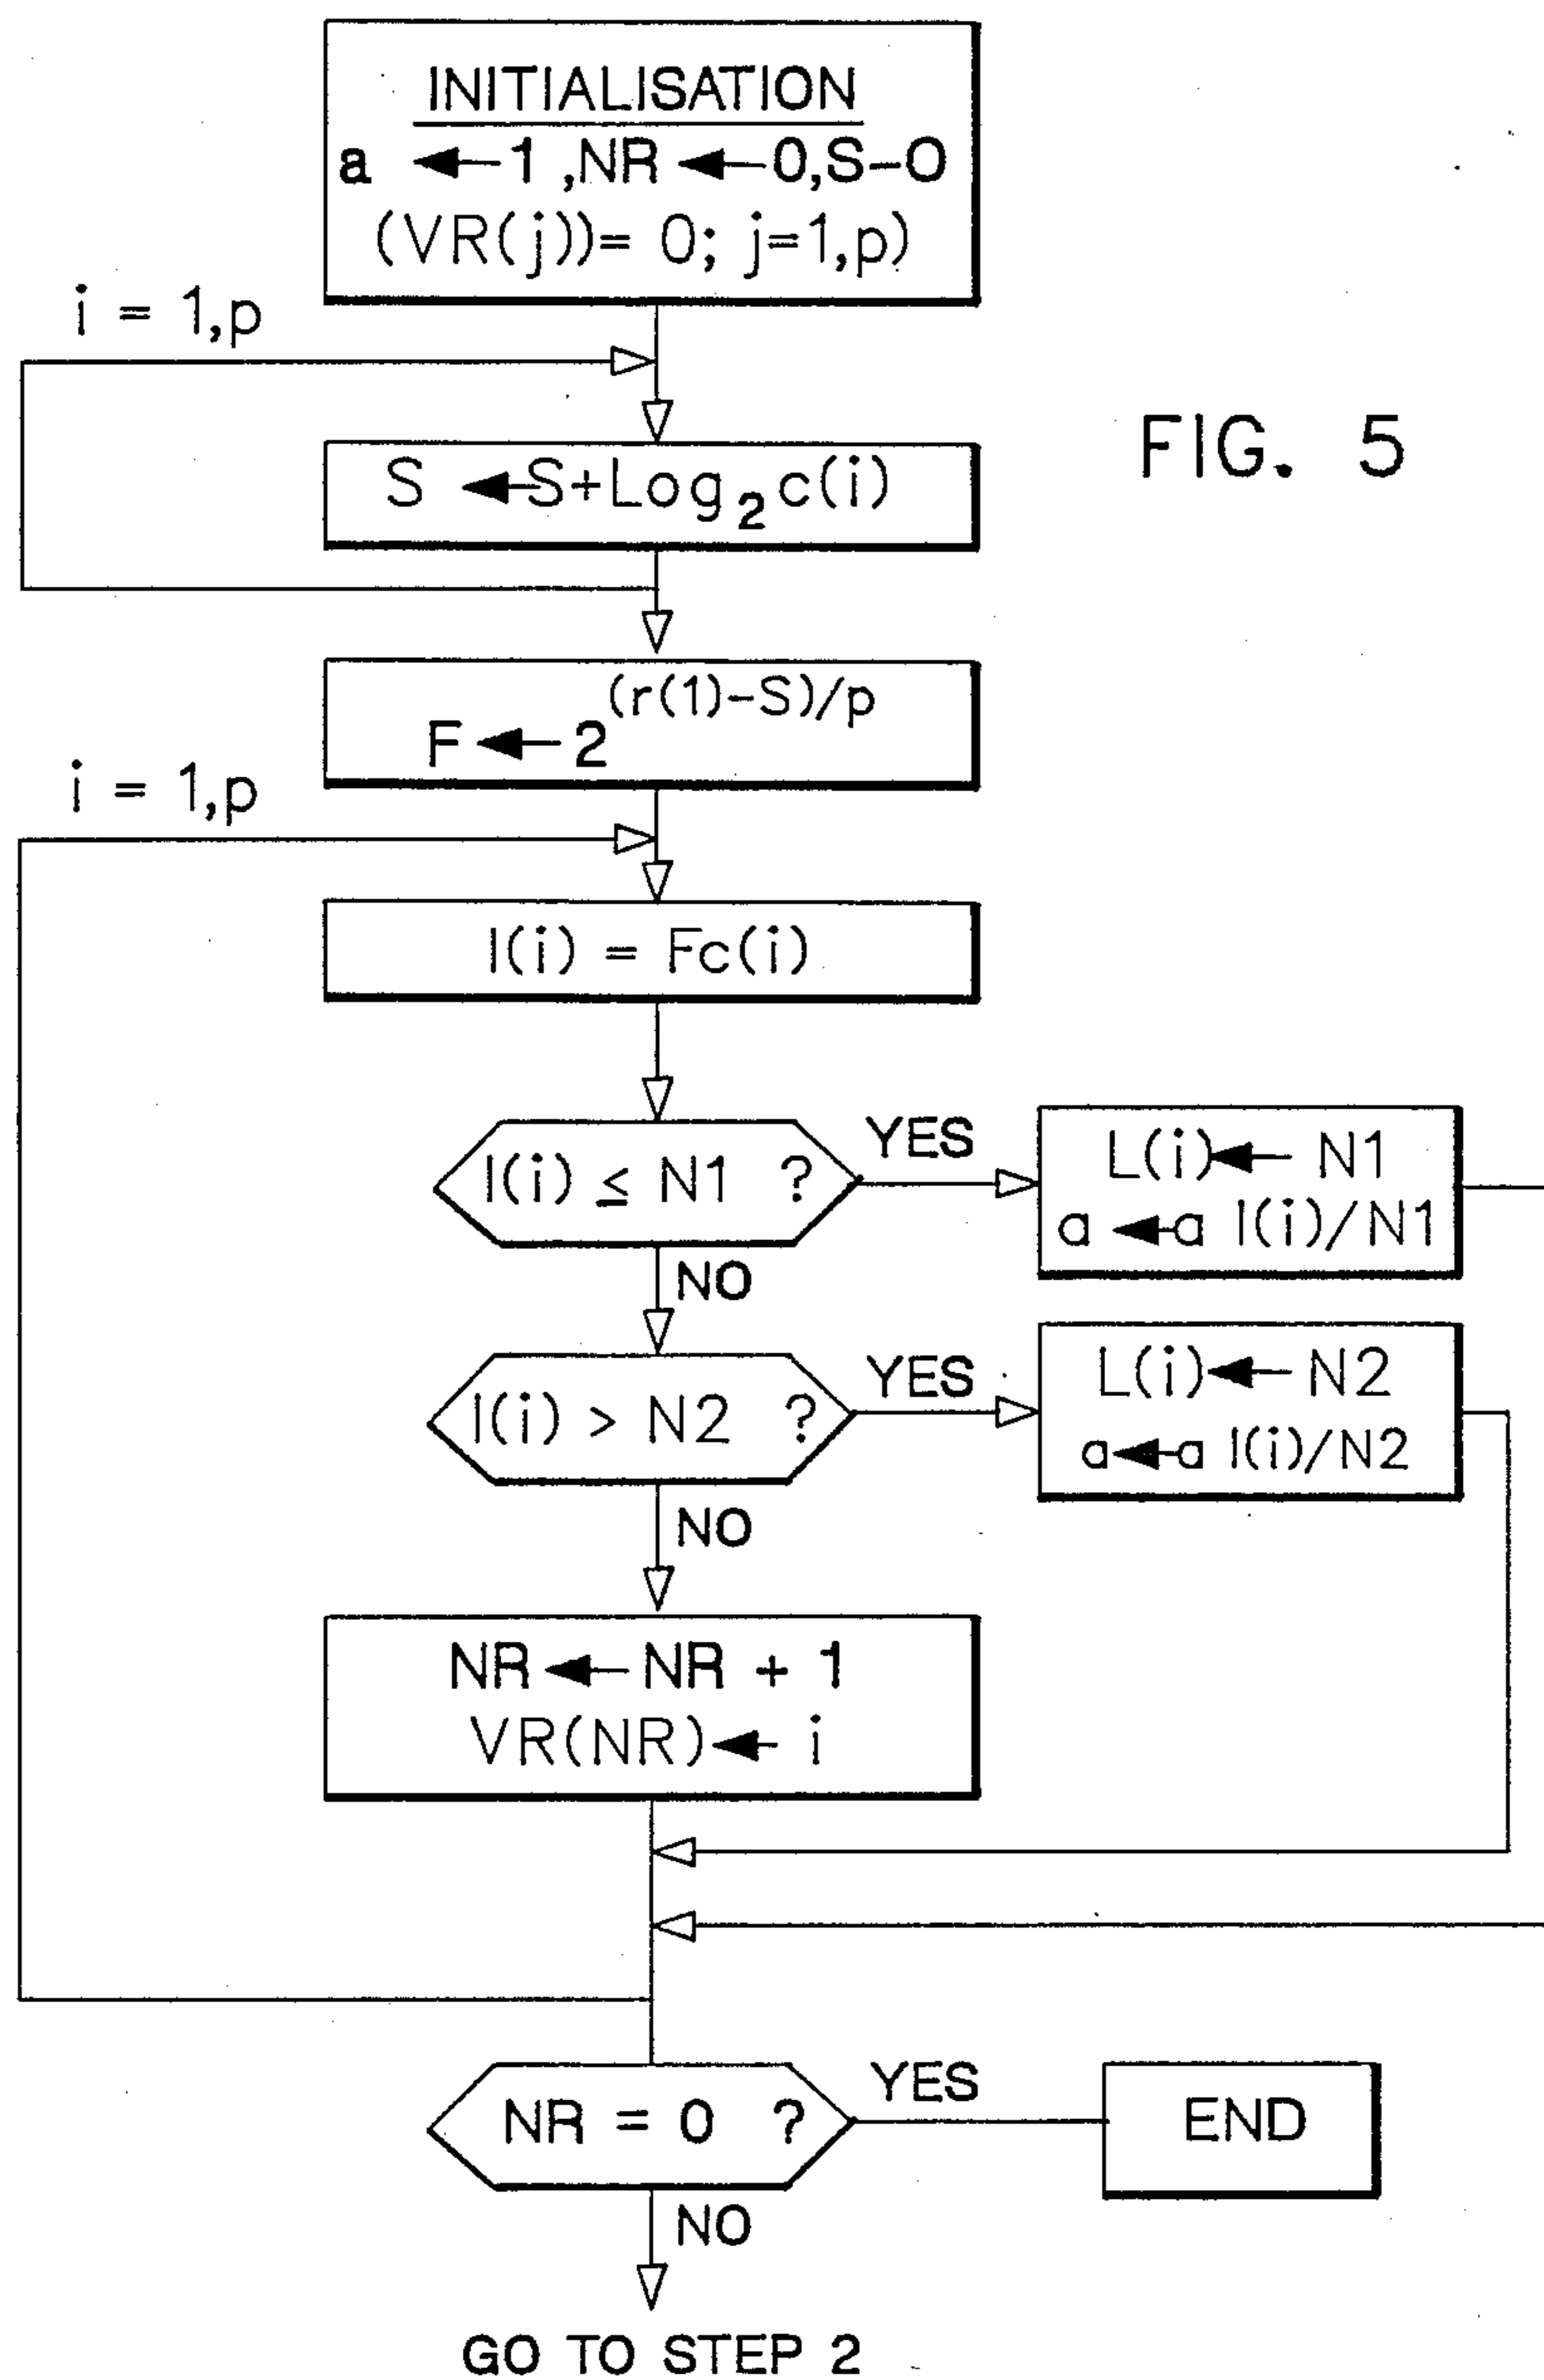 INITIALISATION
a ← 1 ,NR ← 0,S-0
(VR(j))= 0; j=1,p)
i = 1,p
S ← S+Log₂ c(i)
FIG. 5
F ← 2^(r(1)-S)/p
i = 1,p
l(i) = Fc(i)
l(i) ≤ N1 ?
YES
L(i) ← N1
a ← a l(i)/N1
NO
l(i) > N2 ?
YES
L(i) ← N2
a ← a l(i)/N2
NO
NR ← NR + 1
VR(NR) ← i
NR = 0 ?
YES
END
NO
GO TO STEP 2